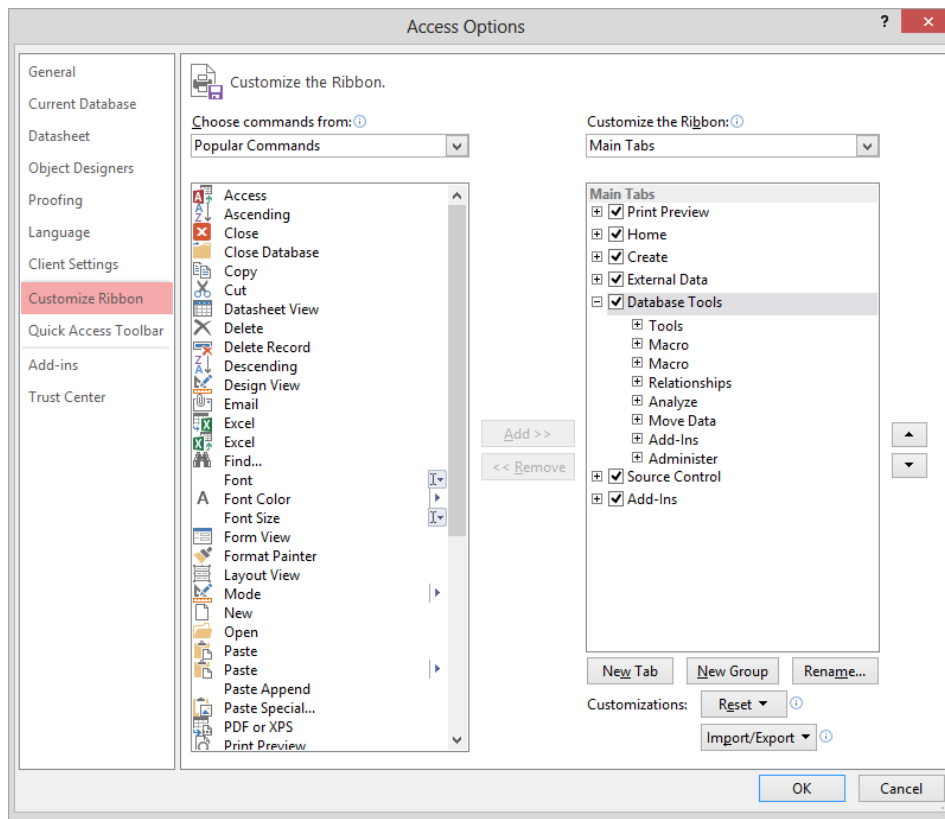 Access Options
?
General
Current Database
Datasheet
Object Designers
Proofing
Language
Client Settings
Customize Ribbon
Quick Access Toolbar
Add-ins
Trust Center
Customize the Ribbon.
Choose commands from:
Popular Commands
Access
Ascending
Close
Close Database
Copy
Cut
Datasheet View
Delete
Delete Record
Descending
Design View
Email
Excel
Excel
Find...
Font
Font Color
Font Size
Form View
Format Painter
Layout View
Mode
New
Open
Paste
Paste
Paste Append
Paste Special...
PDF or XPS
Print Preview
Add >>
<< Remove
Customize the Ribbon:
Main Tabs
Main Tabs
Print Preview
Home
Create
External Data
Database Tools
Tools
Macro
Macro
Relationships
Analyze
Move Data
Add-Ins
Administer
Source Control
Add-Ins
New Tab
New Group
Rename...
Customizations:
Reset
Import/Export
OK
Cancel